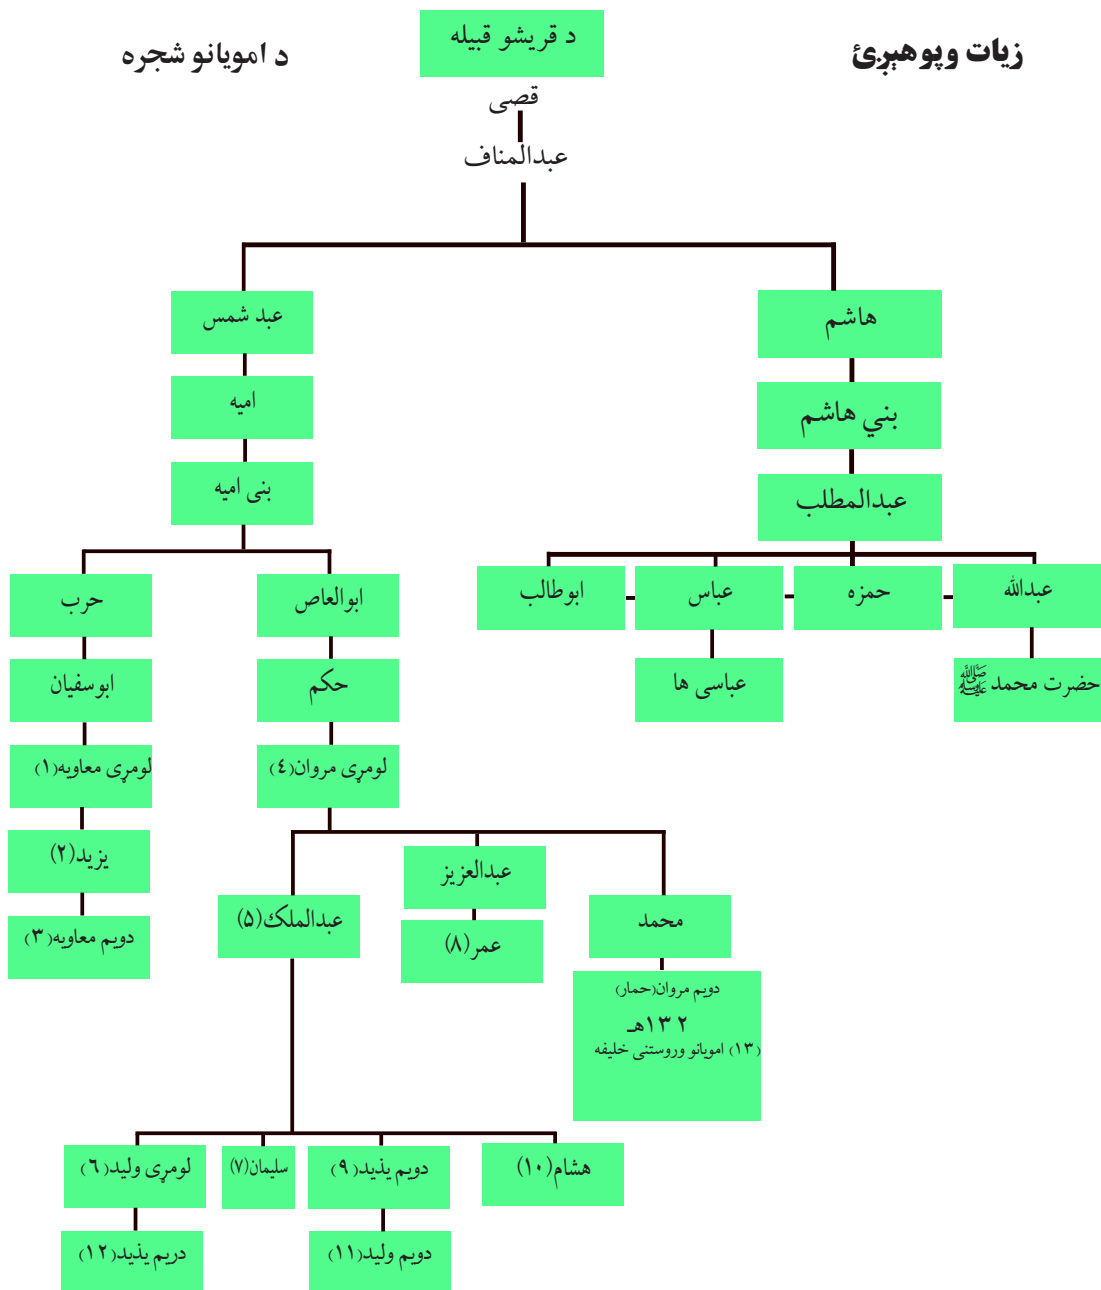 زیات وپوهېږئ
د قریشو قبیله
د امویانو شجره
قصی
عبدالمناف
هاشم
عبد شمس
بني هاشم
امیه
عبدالمطلب
بنی امیه
عبدالله
حمزه
عباس
ابوطالب
ابوالعاص
حرب
حضرت محمد ﷺ
عباسی ها
حکم
ابوسفیان
لومړی مروان(٤)
لومړی معاویه(۱)
یزید(۲)
عبدالعزیز
محمد
عبدالملک(۵)
عمر(۸)
دویم معاویه(۳)
دویم مروان(حمار)
۱۳۲هـ
(۱۳) امویانو وروستنی خلیفه
هشام(۱۰)
دویم یذید(۹)
سلیمان(۷)
لومړی ولید(٦)
دویم ولید(۱۱)
دریم یذید(۱۲)